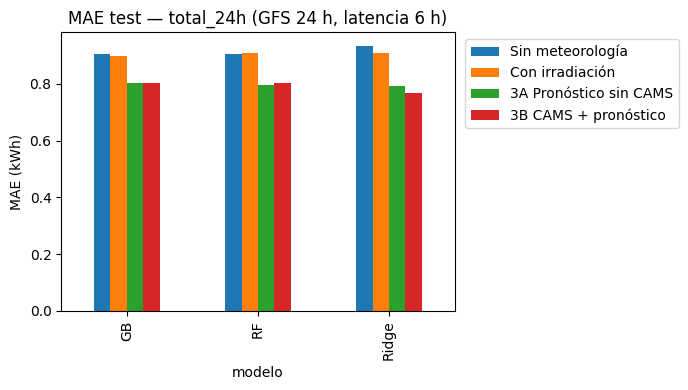 MAE test — total_24h (GFS 24 h, latencia 6 h)
MAE (kWh)
0.8
0.6
0.4
0.2
0.0
GB
RF
Ridge
modelo
Sin meteorología
Con irradiación
3A Pronóstico sin CAMS
3B CAMS + pronóstico